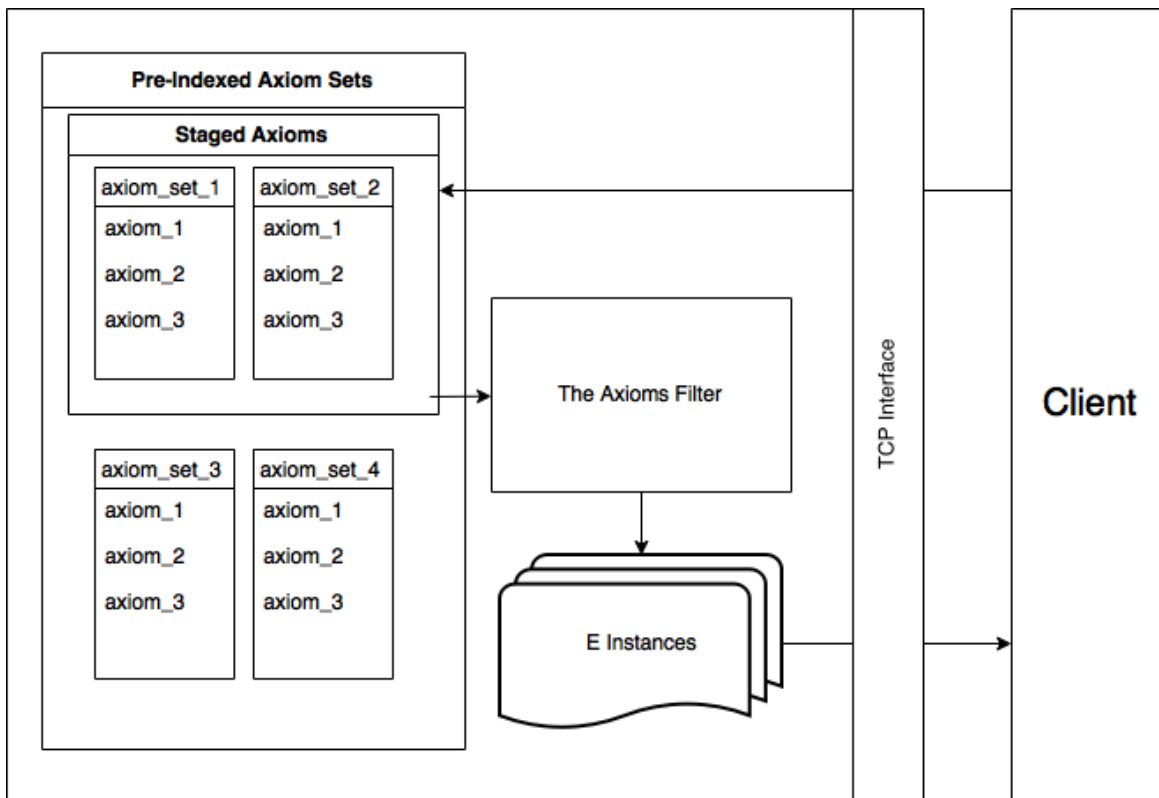 Pre-Indexed Axiom Sets
Staged Axioms
axiom_set_1
axiom_1
axiom_2
axiom_3
axiom_set_2
axiom_1
axiom_2
axiom_3
axiom_set_3
axiom_1
axiom_2
axiom_3
axiom_set_4
axiom_1
axiom_2
axiom_3
The Axioms Filter
E Instances
TCP Interface
Client